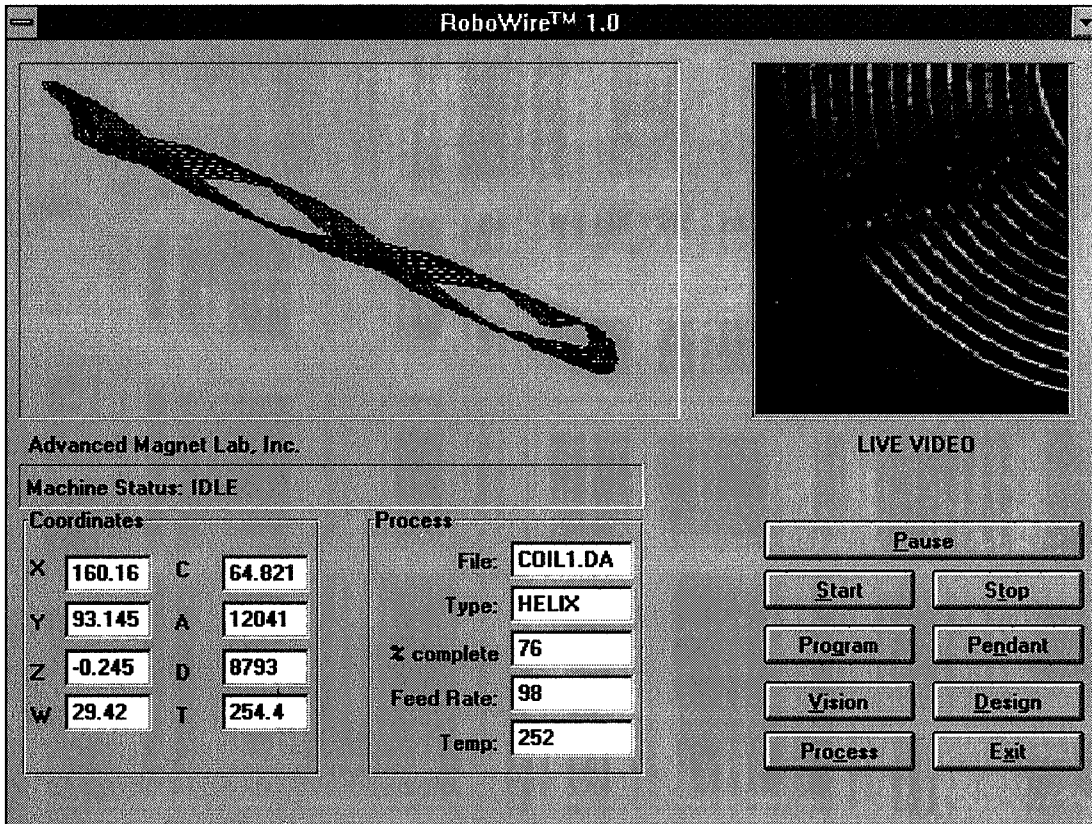 RoboWire™ 1.0
Advanced Magnet Lab, Inc.
LIVE VIDEO
Machine Status: IDLE
Coordinates
X 160.16 C 64.821
Y 93.145 A 12041
Z -0.245 D 8793
W 29.42 T 254.4
Process
File: COIL1.DA
Type: HELIX
% complete 76
Feed Rate: 98
Temp: 252
Pause
Start Stop
Program Pendant
Vision Design
Process Exit